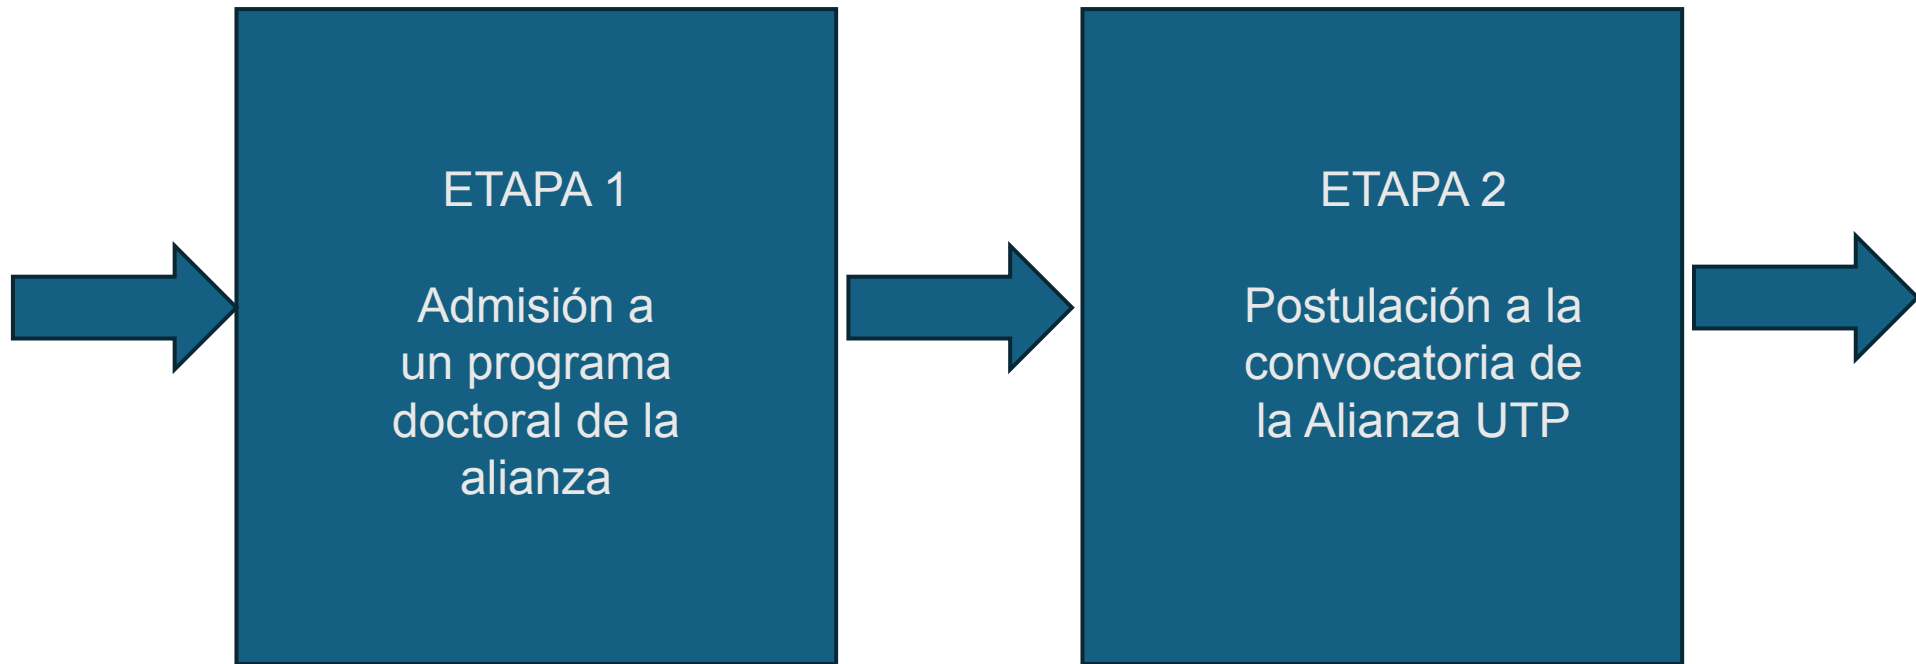 ETAPA 1
Admisión a
un programa
doctoral de la
alianza
ETAPA 2
Postulación a la
convocatoria de
la Alianza UTP